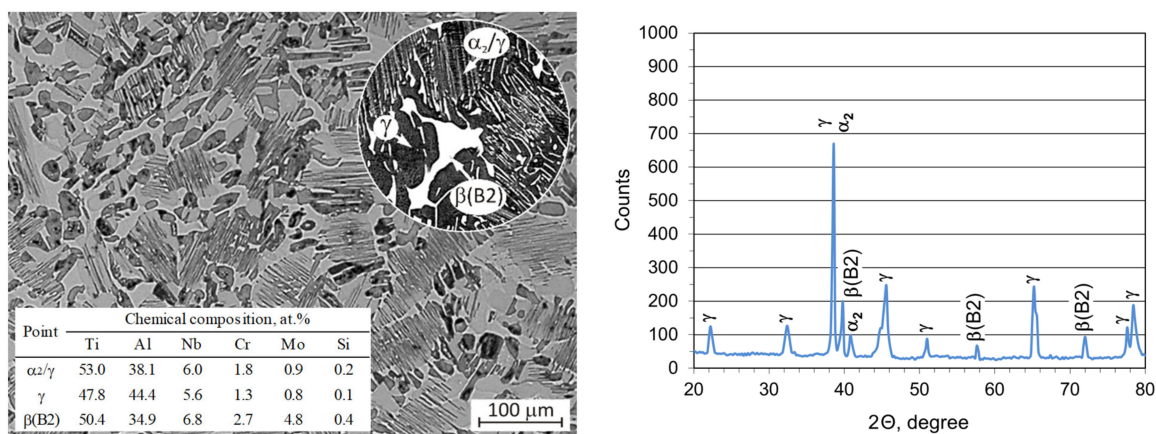 α₂/γ
γ
β(B2)
Point
Chemical composition, at.%
Ti Al Nb Cr Mo Si
α2/γ 53.0 38.1 6.0 1.8 0.9 0.2
γ 47.8 44.4 5.6 1.3 0.8 0.1
β(B2) 50.4 34.9 6.8 2.7 4.8 0.4
100 μm
1000
900
800
700
600
500
400
300
200
100
0
Counts
γ
γ
γ
α₂
β(B2)
α₂
γ
γ
β(B2)
γ
β(B2)
γ
γ
20 30 40 50 60 70 80
2Θ, degree